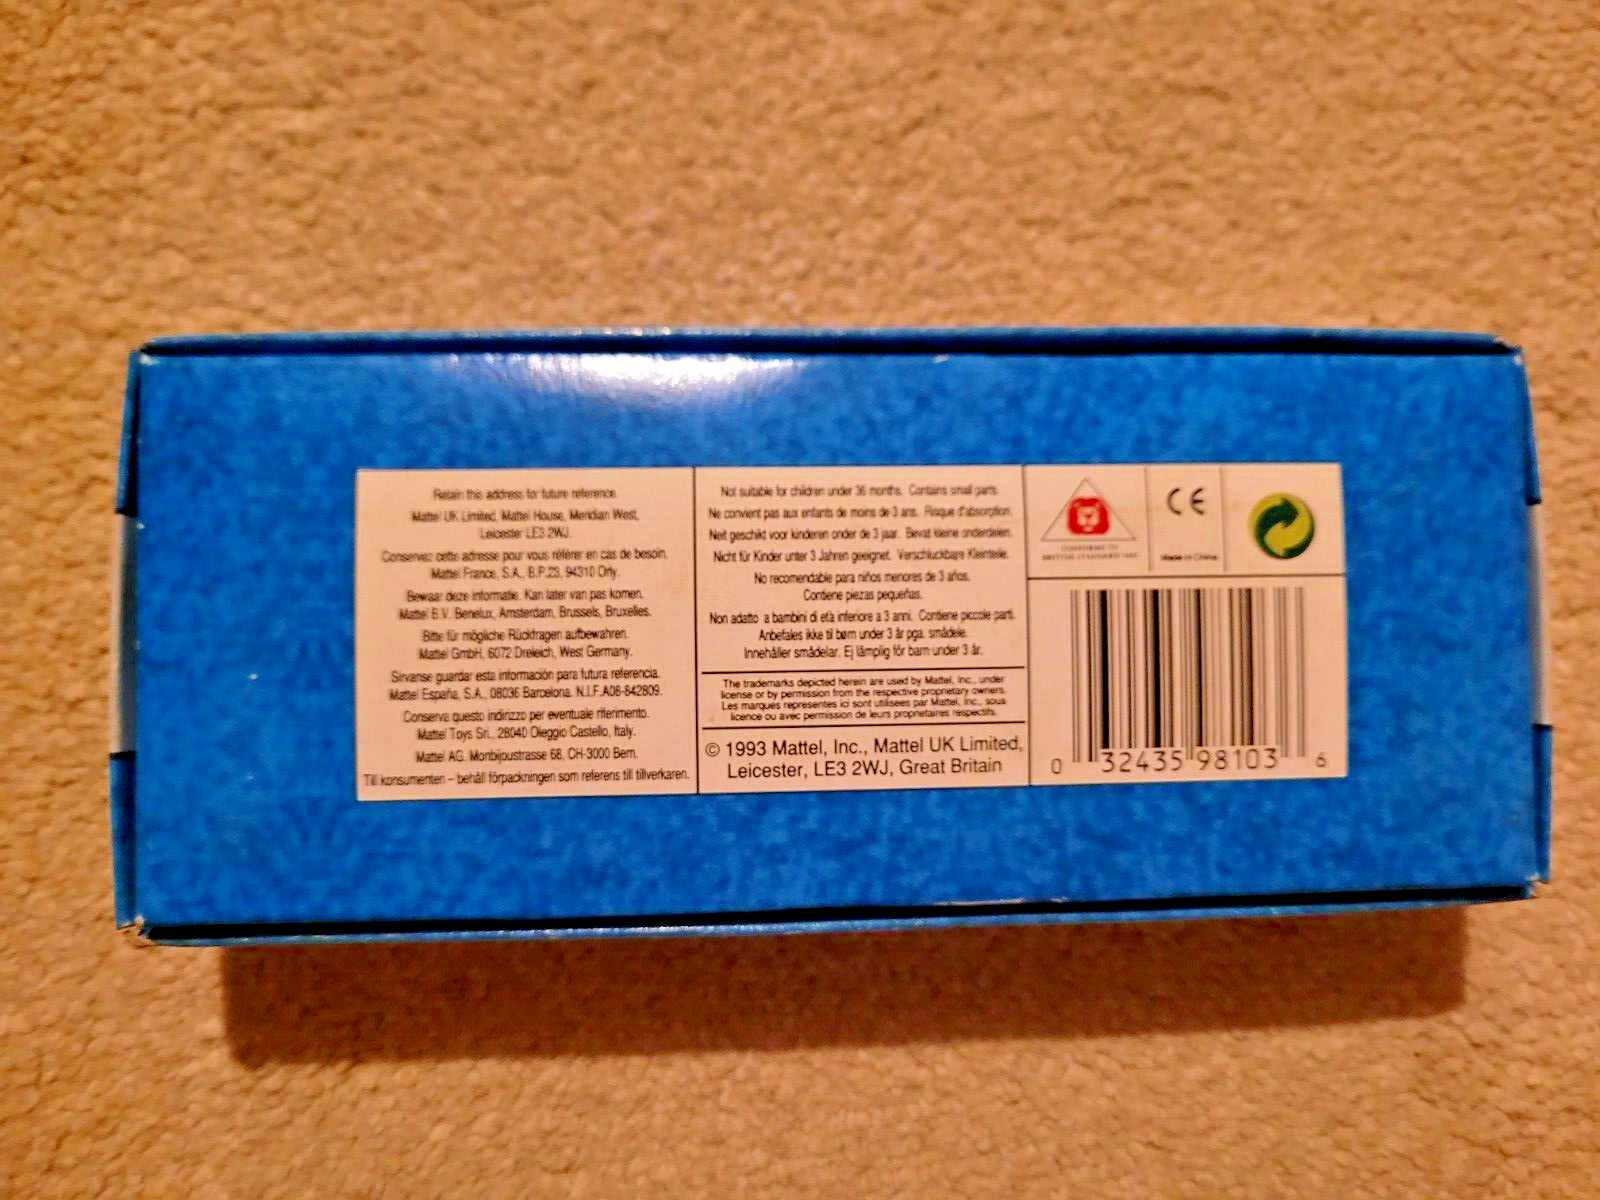 Retain this address for future reference.
Mattel UK Limited, Mattel House, Meridian West,
Leicester LE3 2WJ.
Conservez cette adresse pour vous référer en cas de besoin.
Mattel France, S.A., B.P.23, 94310 Orly.
Bewaar deze informatie. Kan later van pas komen.
Mattel B.V. Benelux, Amsterdam, Brussels, Bruxelles.
Bitte für mögliche Rückfragen aufbewahren.
Mattel GmbH, 6072 Dreieich, West Germany.
Sirvanse guardar esta información para futura referencia.
Mattel España, S.A., 08036 Barcelona. N.I.F. A08-842809.
Conserva questo indirizzo per eventuale riferimento.
Mattel Toys Srl., 28040 Oleggio Castello, Italy.
Mattel AG. Monbijoustrasse 68, CH-3000 Bern.
Till konsumenten – behåll förpackningen som referens till tillverkaren.
Not suitable for children under 36 months. Contains small parts.
Ne convient pas aux enfants de moins de 3 ans. Risque d'absorption.
Neit geschikt voor kinderen onder de 3 jaar. Bevat kleine onderdelen.
Nicht für Kinder unter 3 Jahren geeignet. Verschluckbare Kleinteile.
No recomendable para niños menores de 3 años.
Contiene piezas pequeñas.
Non adatto a bambini di età inferiore a 3 anni. Contiene piccole parti.
Anbefales ikke til børn under 3 år pga. smådele.
Innehåller smådelar. Ej lämplig för barn under 3 år.
The trademarks depicted herein are used by Mattel, Inc., under
license or by permission from the respective proprietary owners.
Les marques representes ici sont utilisees par Mattel, Inc., sous
licence ou avec permission de leurs proprietaires respectifs.
© 1993 Mattel, Inc., Mattel UK Limited,
Leicester, LE3 2WJ, Great Britain
CONFORMS TO
BRITISH STANDARD
CE
Made in China
0 32435 98103 6